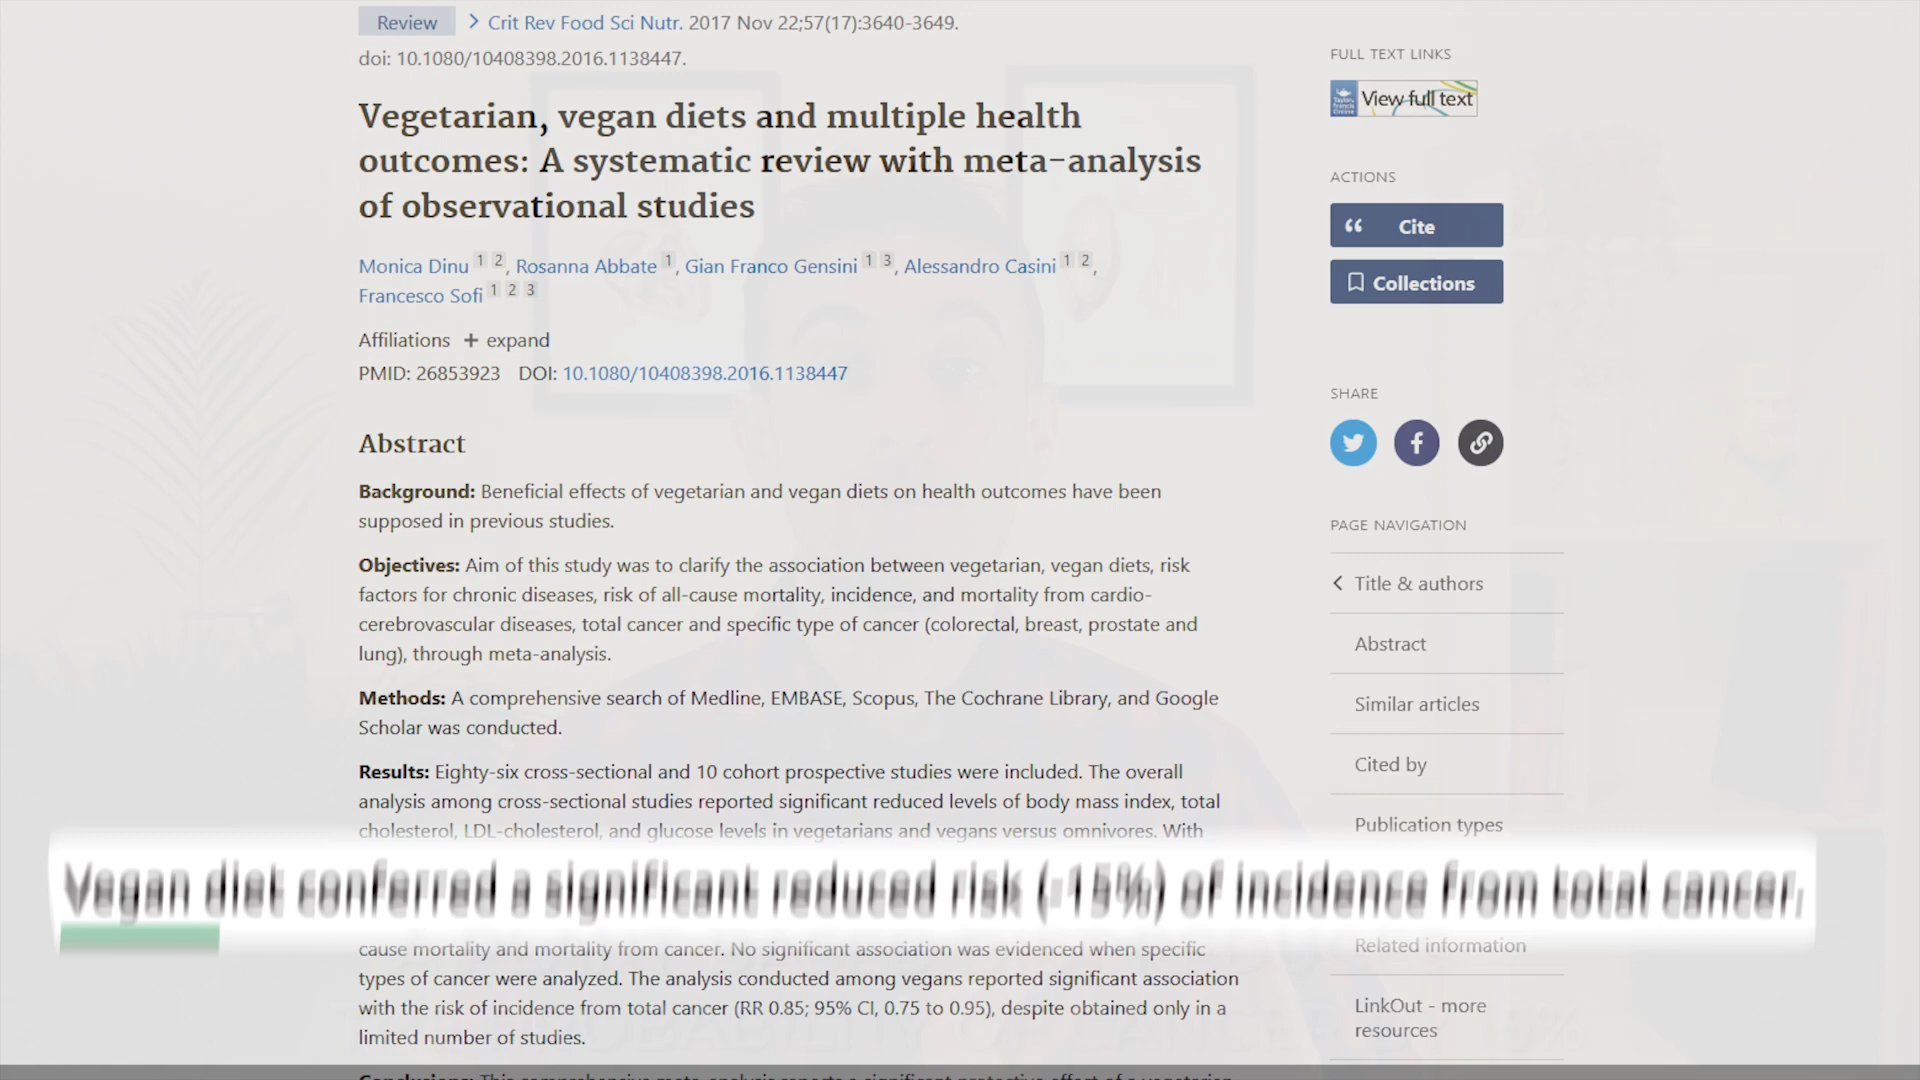 Review > Crit Rev Food Sci Nutr. 2017 Nov 22;57(17):3640-3649.
doi: 10.1080/10408398.2016.1138447.
Vegetarian, vegan diets and multiple health
outcomes: A systematic review with meta-analysis
of observational studies
Monica Dinu 1 2, Rosanna Abbate 1, Gian Franco Gensini 1 3, Alessandro Casini 1 2,
Francesco Sofi 1 2 3
Affiliations + expand
PMID: 26853923 DOI: 10.1080/10408398.2016.1138447
Abstract
Background: Beneficial effects of vegetarian and vegan diets on health outcomes have been
supposed in previous studies.
Objectives: Aim of this study was to clarify the association between vegetarian, vegan diets, risk
factors for chronic diseases, risk of all-cause mortality, incidence, and mortality from cardio-
cerebrovascular diseases, total cancer and specific type of cancer (colorectal, breast, prostate and
lung), through meta-analysis.
Methods: A comprehensive search of Medline, EMBASE, Scopus, The Cochrane Library, and Google
Scholar was conducted.
Results: Eighty-six cross-sectional and 10 cohort prospective studies were included. The overall
analysis among cross-sectional studies reported significant reduced levels of body mass index, total
cholesterol, LDL-cholesterol, and glucose levels in vegetarians and vegans versus omnivores. With
Vegan diet conferred a significant reduced risk (-15%) of incidence from total cancer.
cause mortality and mortality from cancer. No significant association was evidenced when specific
types of cancer were analyzed. The analysis conducted among vegans reported significant association
with the risk of incidence from total cancer (RR 0.85; 95% CI, 0.75 to 0.95), despite obtained only in a
limited number of studies.
FULL TEXT LINKS
Taylor & Francis Online
View full text
ACTIONS
Cite
Collections
SHARE
PAGE NAVIGATION
< Title & authors
Abstract
Similar articles
Cited by
Publication types
Related information
LinkOut - more
resources